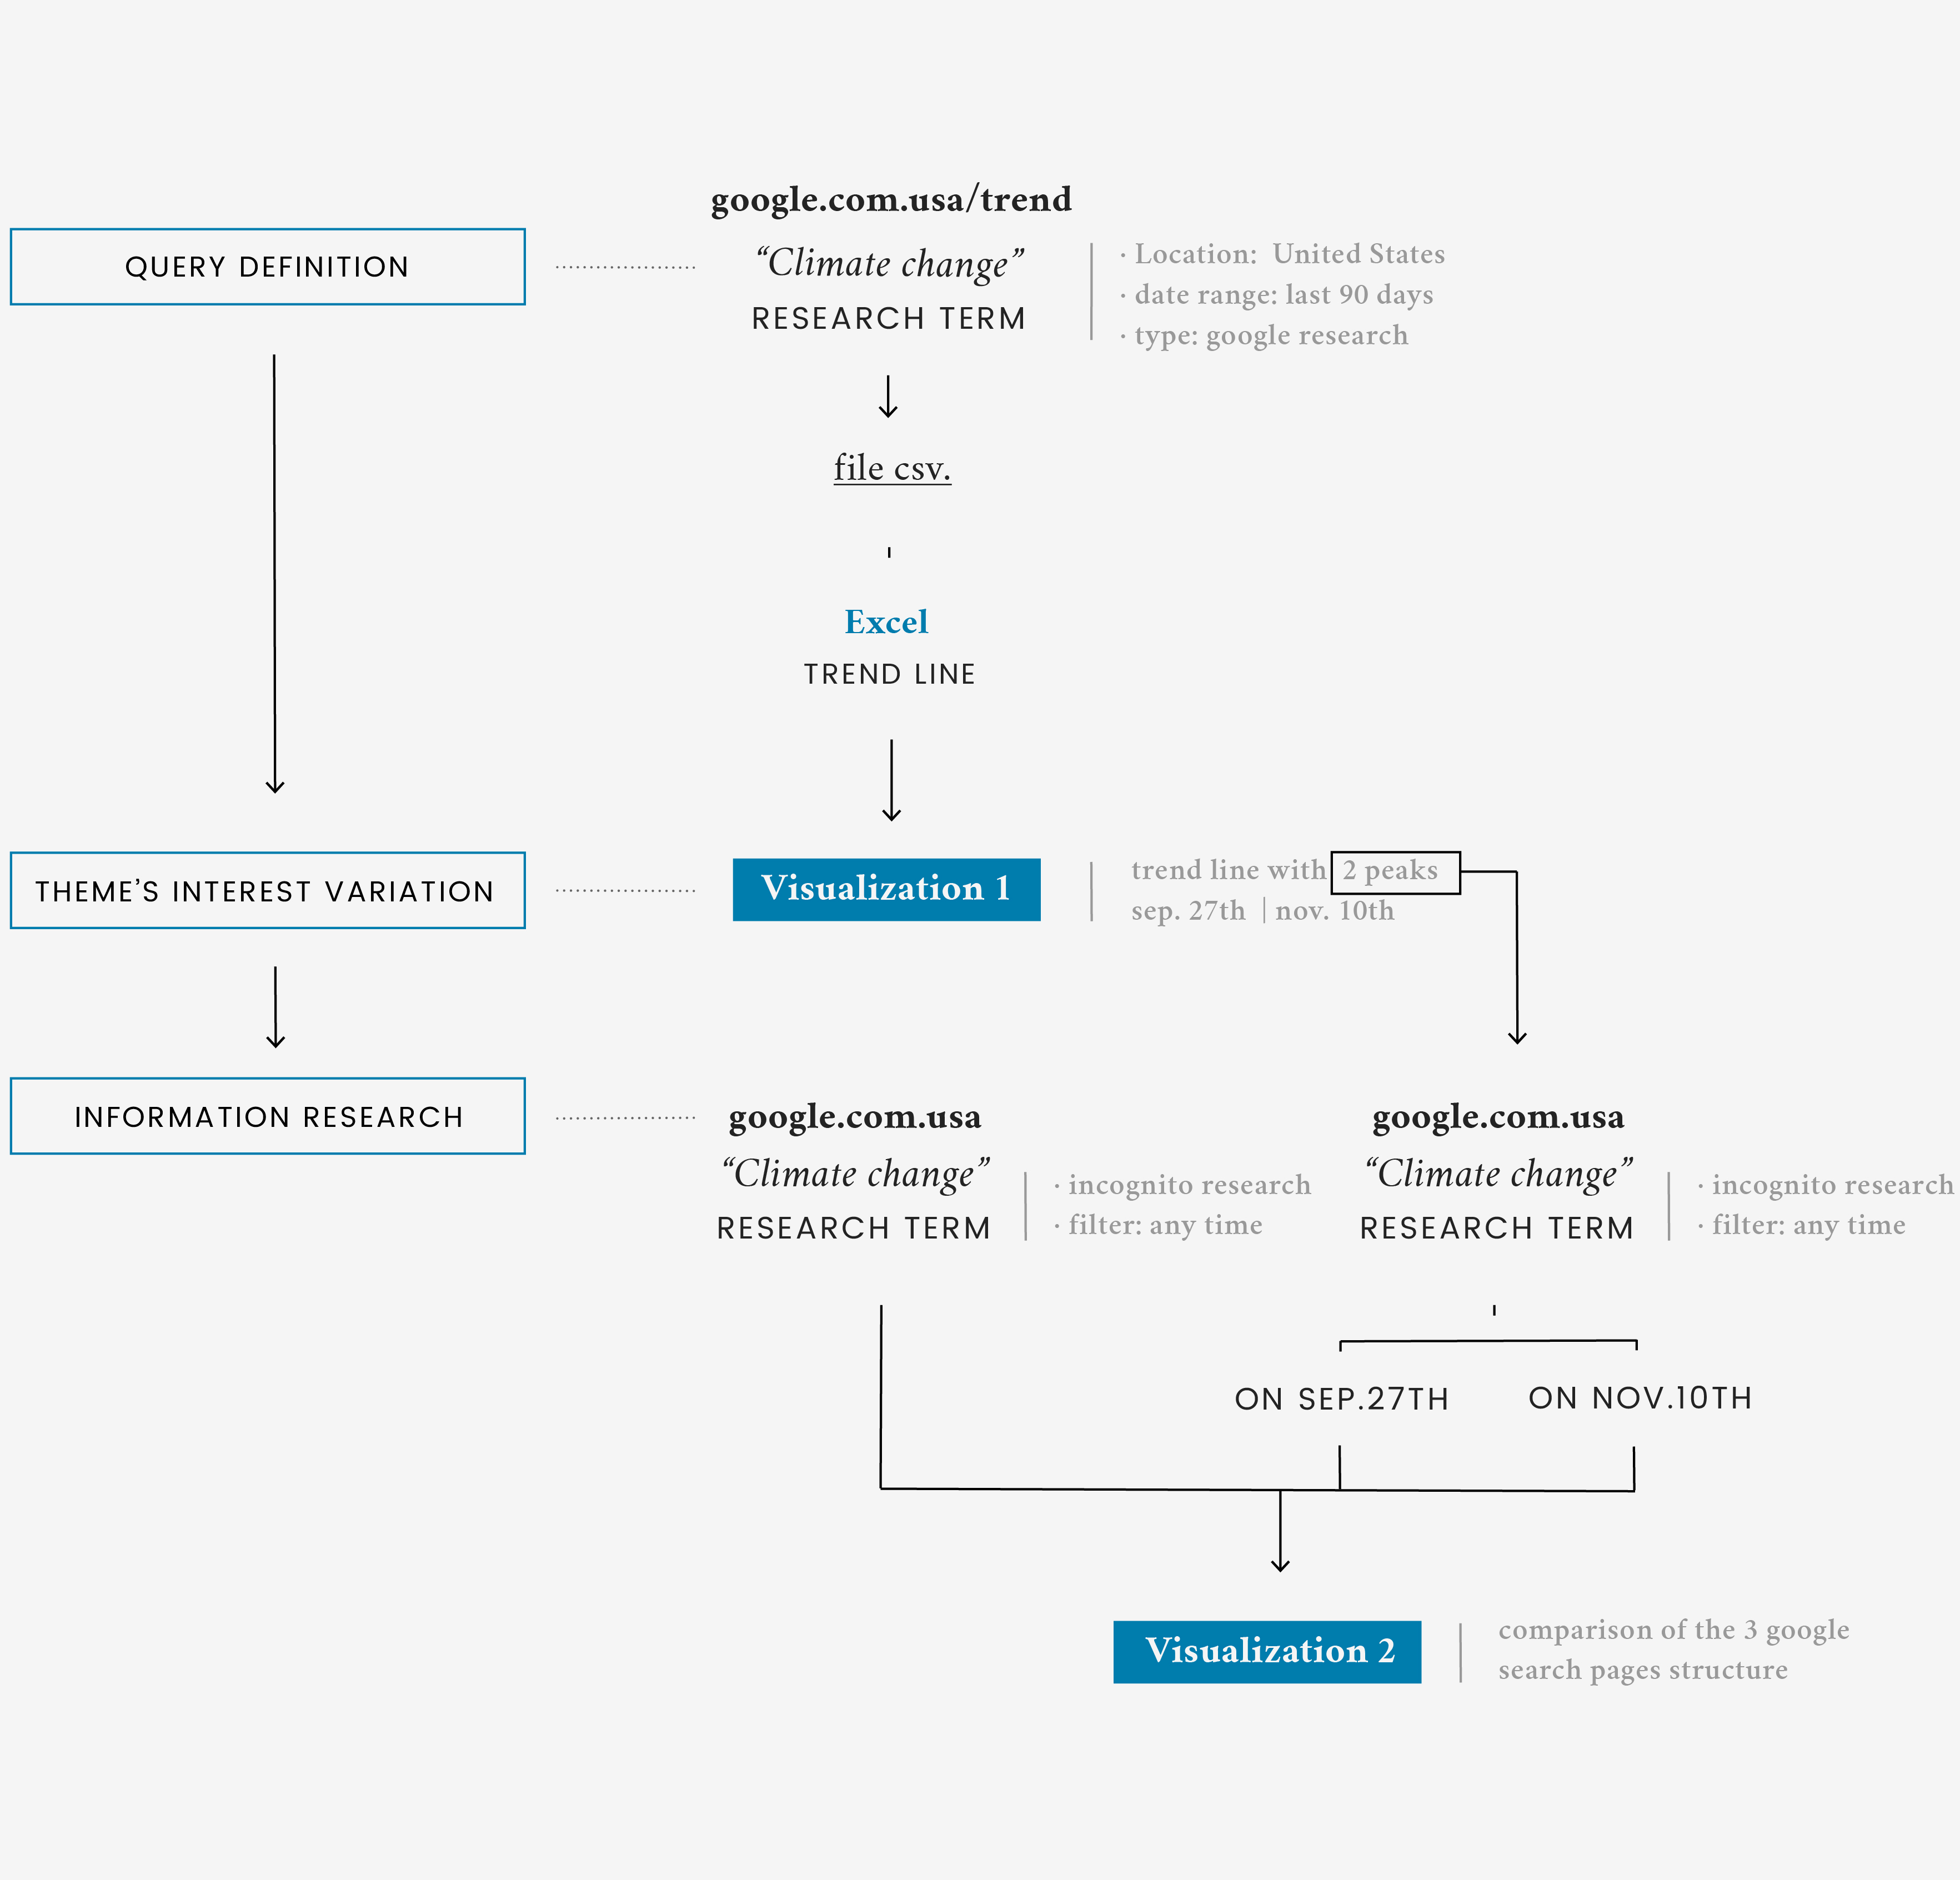 google.com.usa/trend
QUERY DEFINITION
“Climate change”
RESEARCH TERM
· Location:  United States
· date range: last 90 days
· type: google research
file csv.
Excel
TREND LINE
THEME’S INTEREST VARIATION
Visualization 1
trend line with 2 peaks
sep. 27th | nov. 10th
INFORMATION RESEARCH
google.com.usa
“Climate change”
RESEARCH TERM
· incognito research
· filter: any time
google.com.usa
“Climate change”
RESEARCH TERM
· incognito research
· filter: any time
ON SEP.27TH
ON NOV.10TH
Visualization 2
comparison of the 3 google
search pages structure